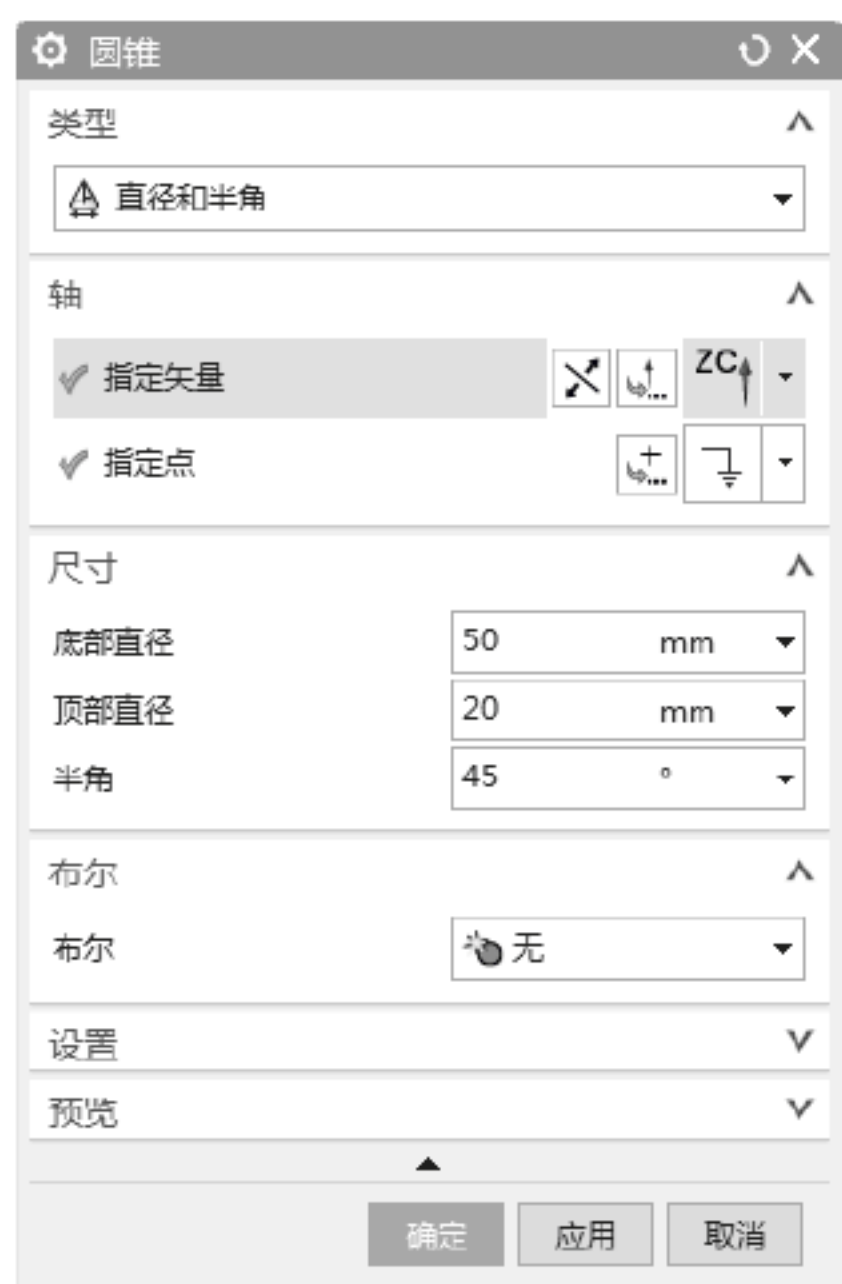 圆锥
类型
直径和半角
轴
指定矢量 ZC
指定点
尺寸
底部直径 50 mm
顶部直径 20 mm
半角 45 °
布尔
布尔 无
设置
预览
确定 应用 取消